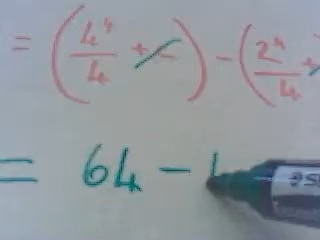 = (4⁴/4 + c) − (2⁴/4 +
= 64 −